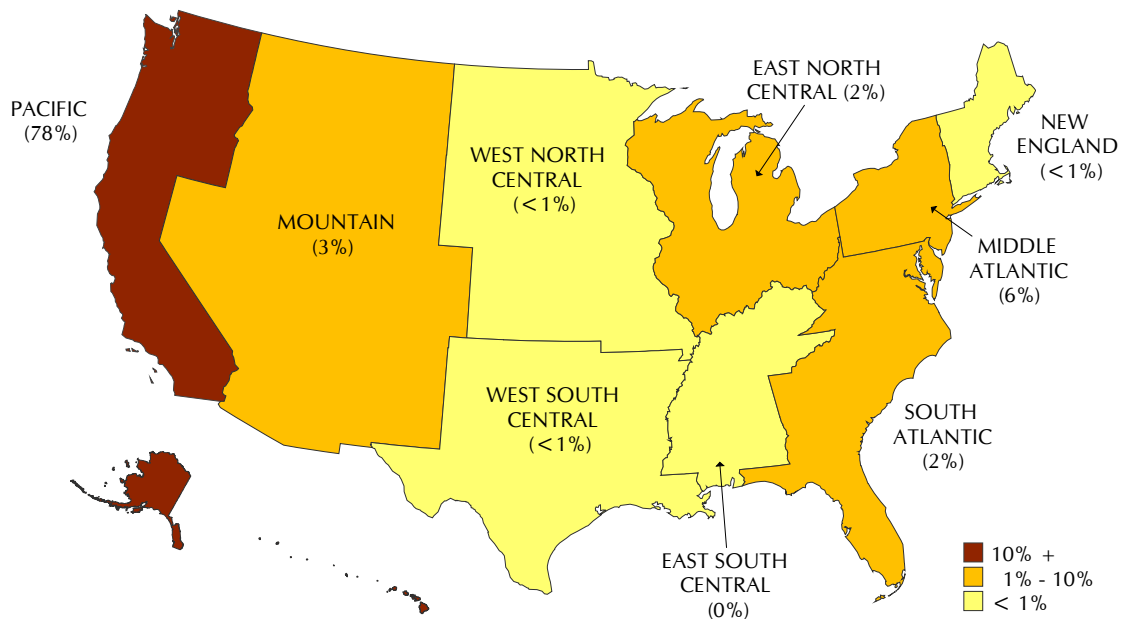 PACIFIC
(78%)
MOUNTAIN
(3%)
WEST NORTH
CENTRAL
(<1%)
WEST SOUTH
CENTRAL
(<1%)
EAST NORTH
CENTRAL (2%)
NEW
ENGLAND
(<1%)
MIDDLE
ATLANTIC
(6%)
SOUTH
ATLANTIC
(2%)
EAST SOUTH
CENTRAL
(0%)
10% +
1% - 10%
< 1%